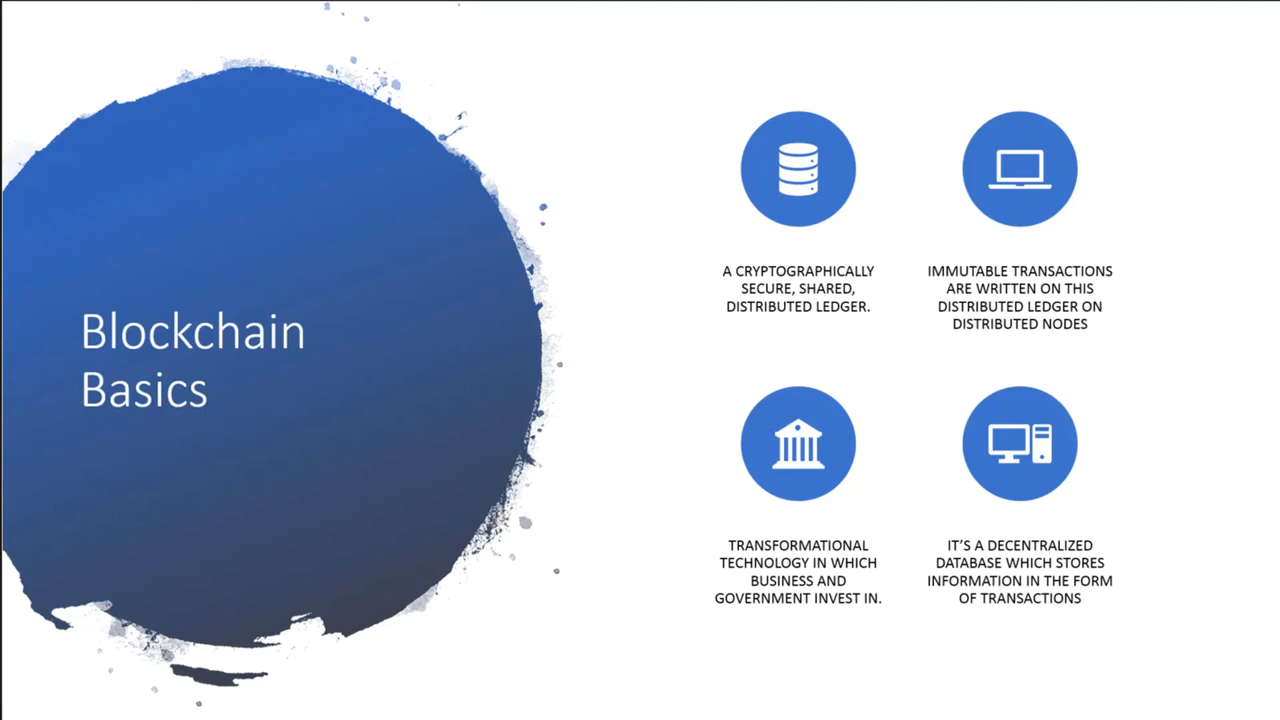 Blockchain
Basics
A CRYPTOGRAPHICALLY
SECURE, SHARED,
DISTRIBUTED LEDGER.
IMMUTABLE TRANSACTIONS
ARE WRITTEN ON THIS
DISTRIBUTED LEDGER ON
DISTRIBUTED NODES
TRANSFORMATIONAL
TECHNOLOGY IN WHICH
BUSINESS AND
GOVERNMENT INVEST IN.
IT’S A DECENTRALIZED
DATABASE WHICH STORES
INFORMATION IN THE FORM
OF TRANSACTIONS